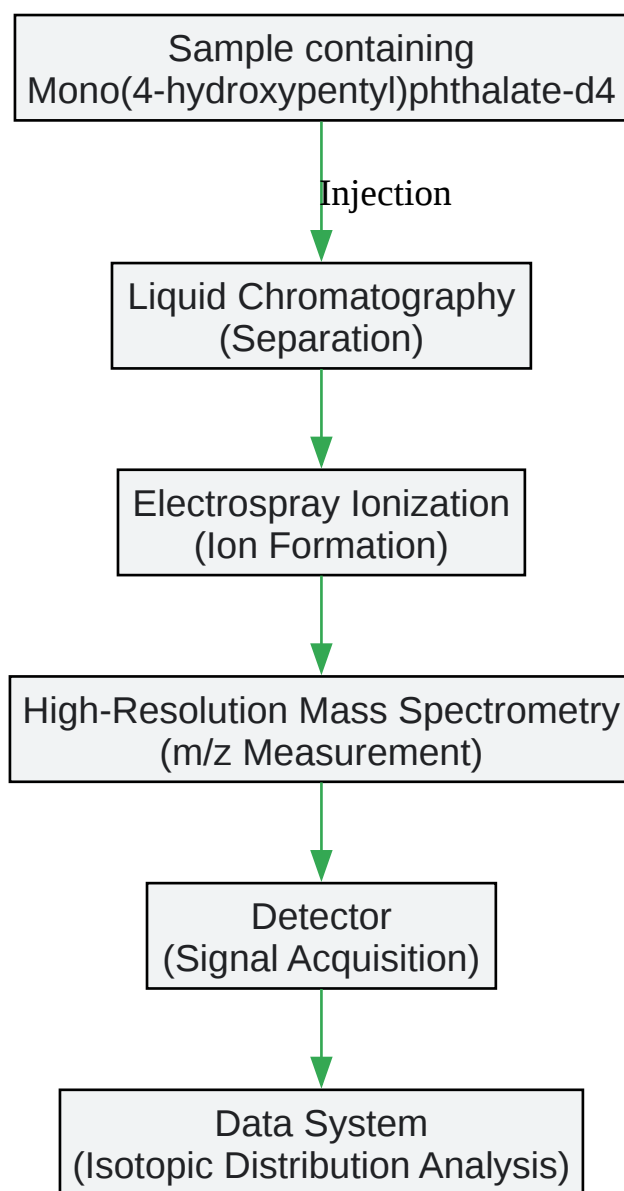 Sample containing
Mono(4-hydroxypentyl)phthalate-d4
Injection
Liquid Chromatography
(Separation)
Electrospray Ionization
(Ion Formation)
High-Resolution Mass Spectrometry
(m/z Measurement)
Detector
(Signal Acquisition)
Data System
(Isotopic Distribution Analysis)